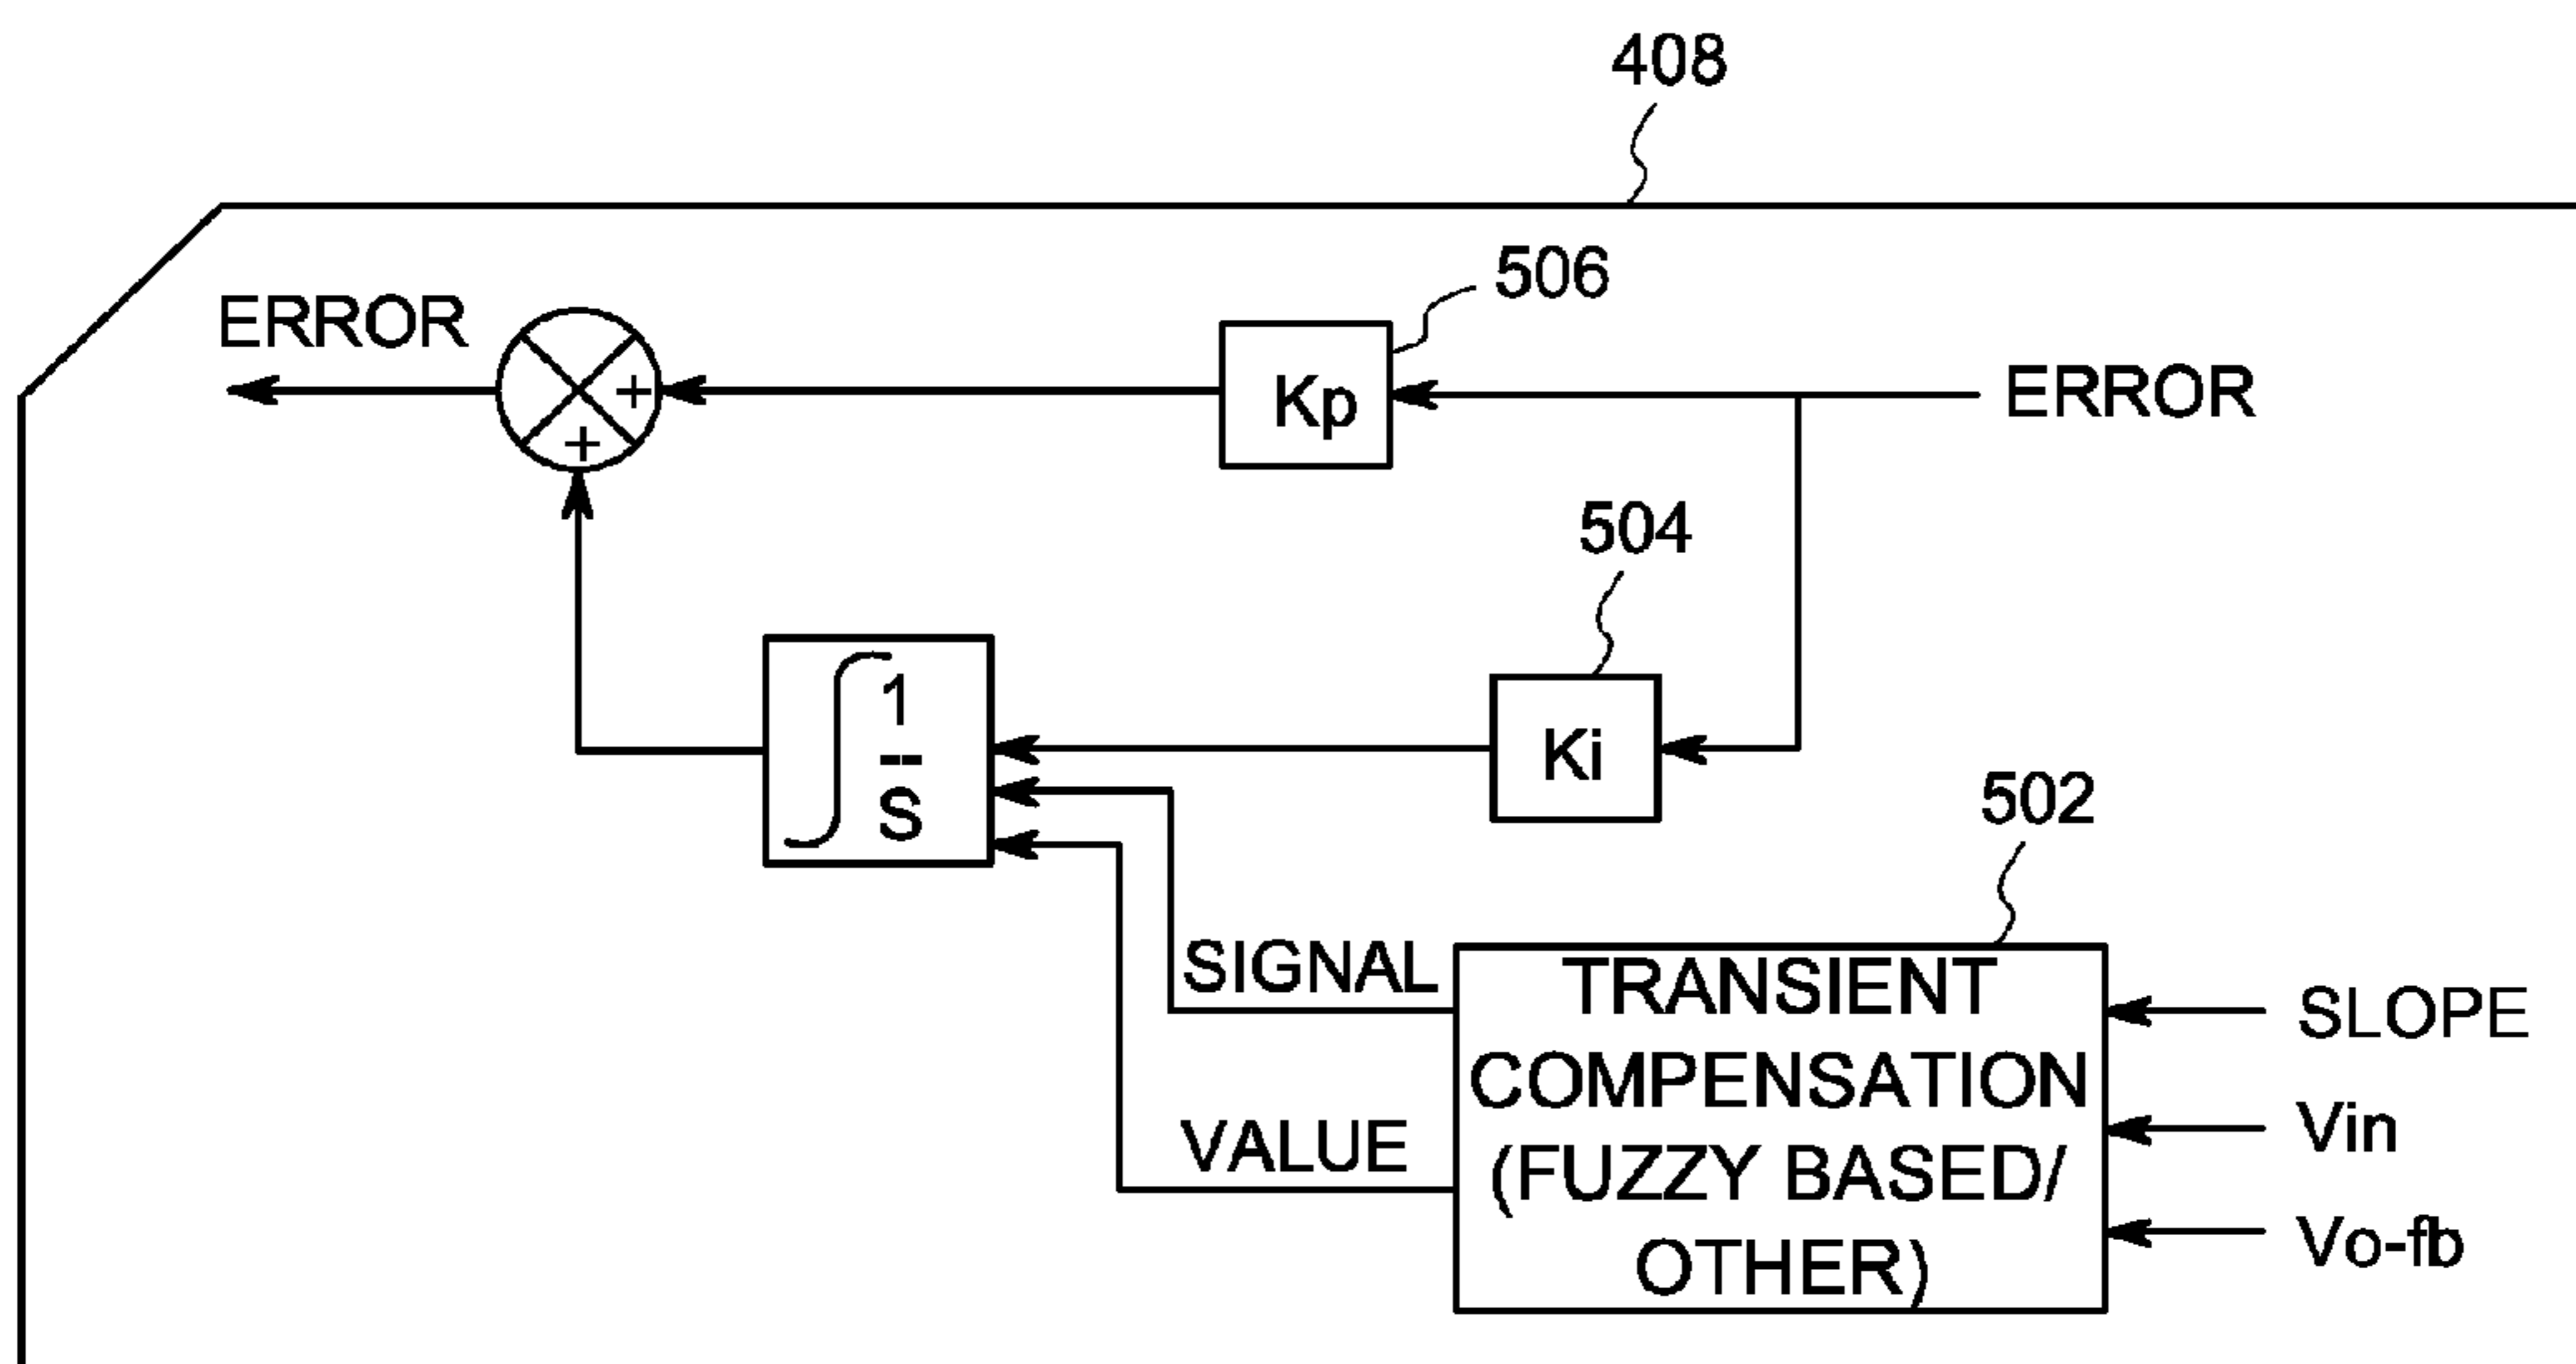 408
506
ERROR
+
Kp
ERROR
+
504
1
--
S
Ki
502
SIGNAL
TRANSIENT
COMPENSATION
(FUZZY BASED/
OTHER)
VALUE
SLOPE
Vin
Vo-fb